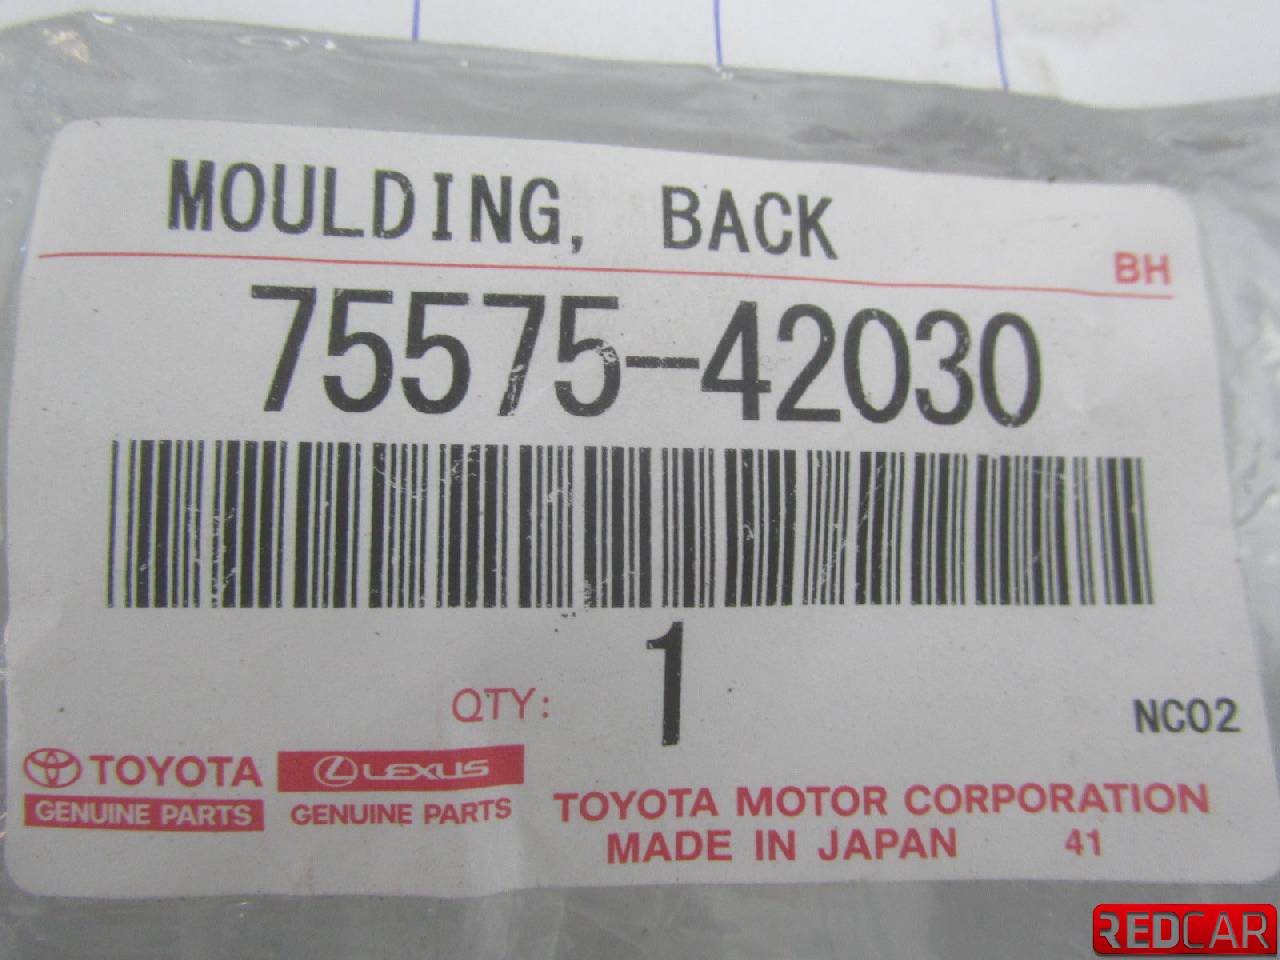 MOULDING, BACK
BH
75575-42030
QTY: 1
NC02
TOYOTA
GENUINE PARTS
LEXUS
GENUINE PARTS
TOYOTA MOTOR CORPORATION
MADE IN JAPAN 41
REDCAR